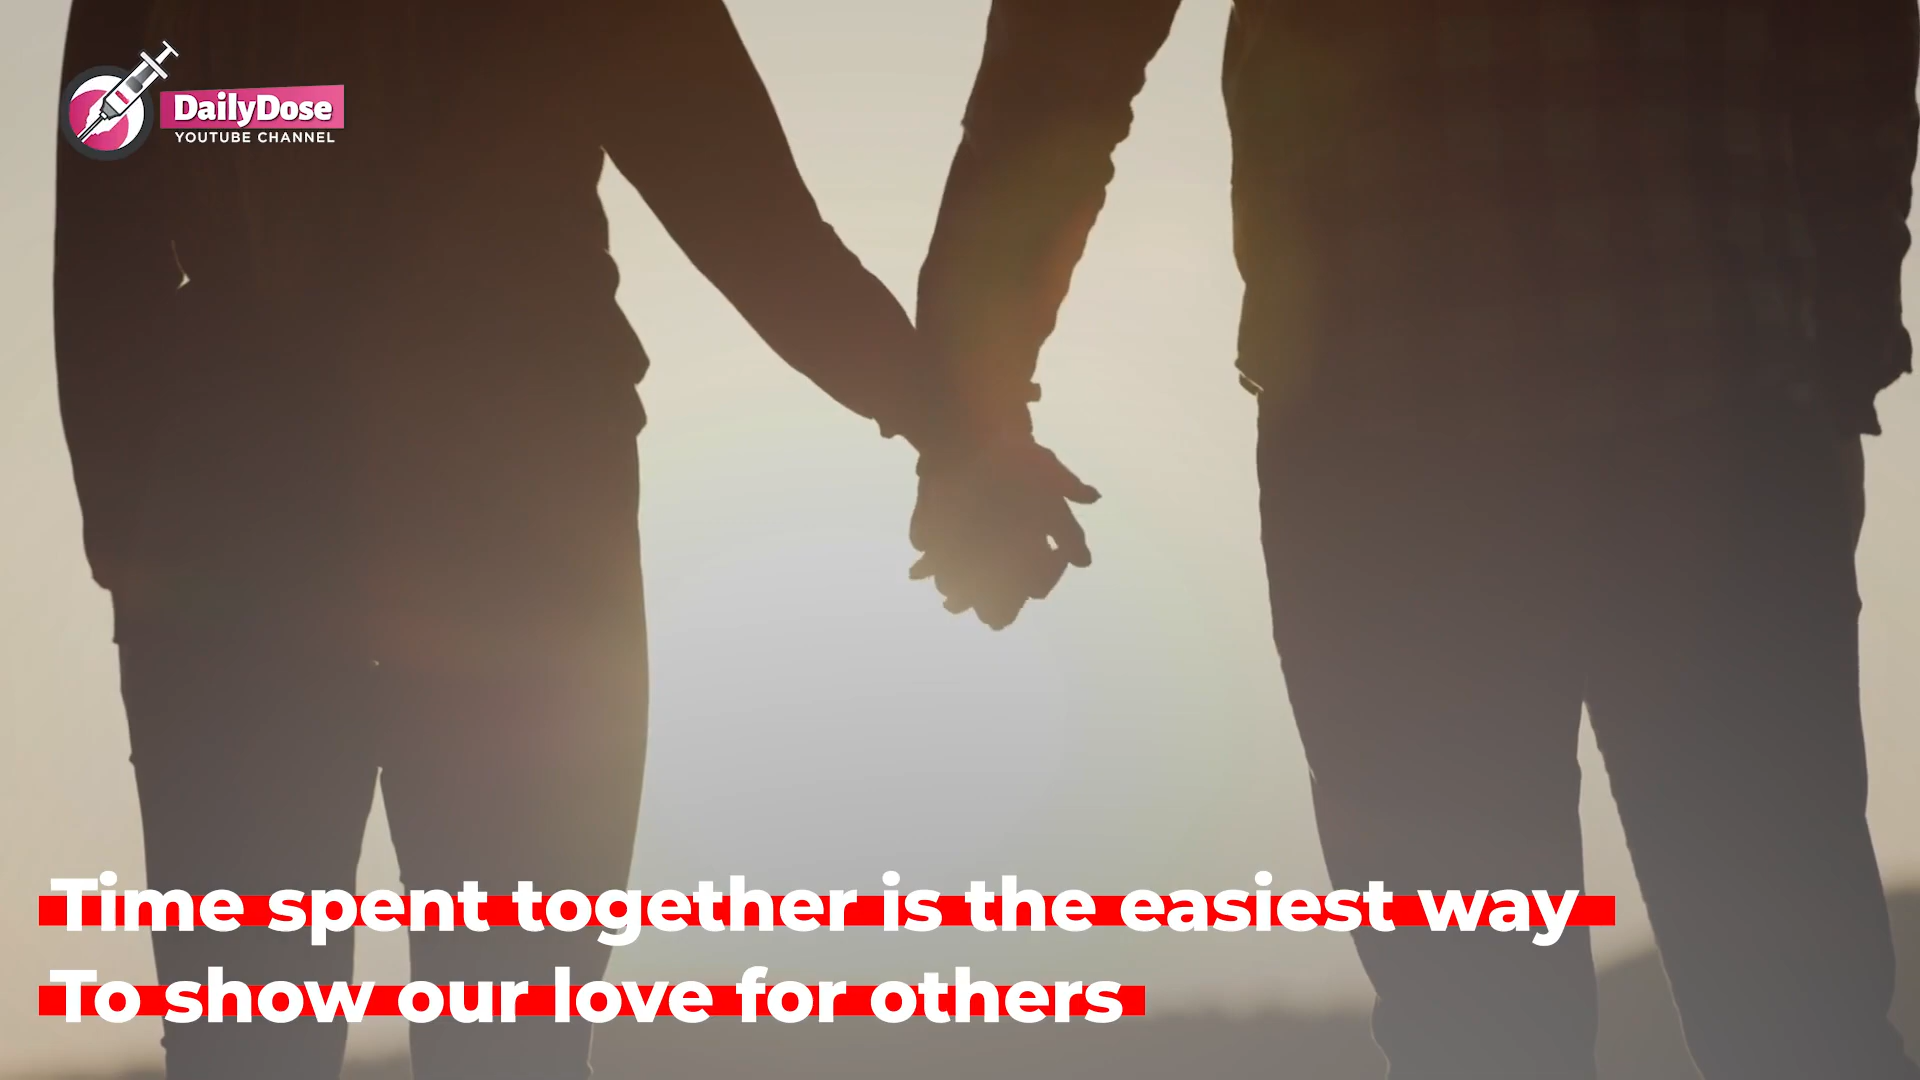 DailyDose
YOUTUBE CHANNEL
Time spent together is the easiest way
To show our love for others